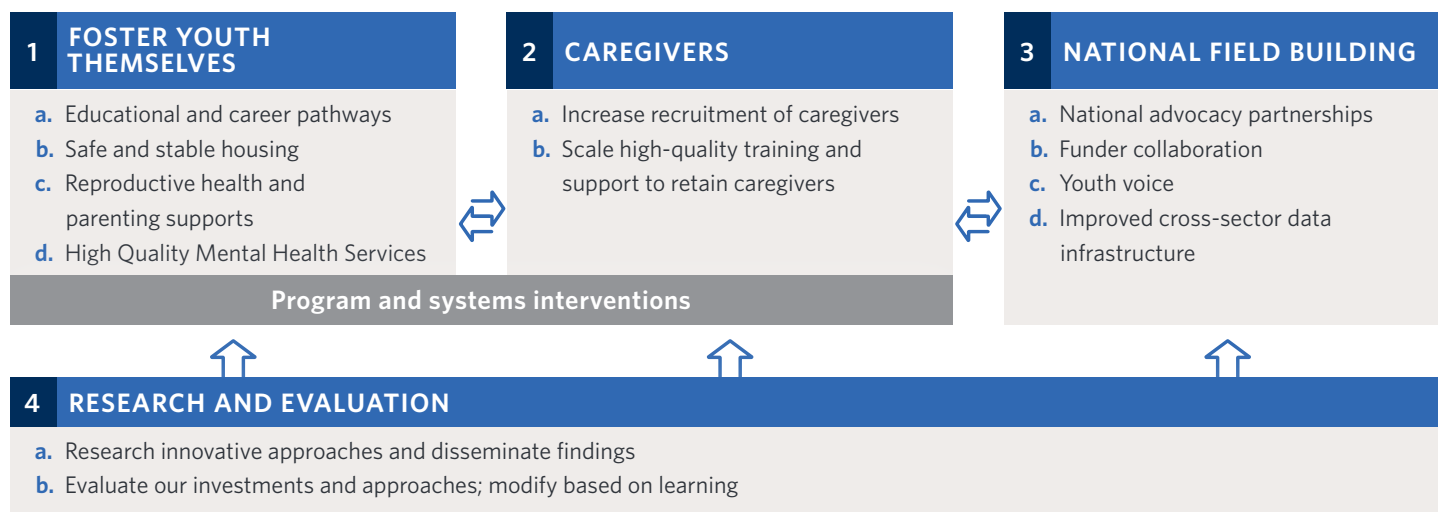 1 FOSTER YOUTH
THEMSELVES
a. Educational and career pathways
b. Safe and stable housing
c. Reproductive health and
parenting supports
d. High Quality Mental Health Services
2 CAREGIVERS
a. Increase recruitment of caregivers
b. Scale high-quality training and
support to retain caregivers
Program and systems interventions
3 NATIONAL FIELD BUILDING
a. National advocacy partnerships
b. Funder collaboration
c. Youth voice
d. Improved cross-sector data
infrastructure
4 RESEARCH AND EVALUATION
a. Research innovative approaches and disseminate findings
b. Evaluate our investments and approaches; modify based on learning